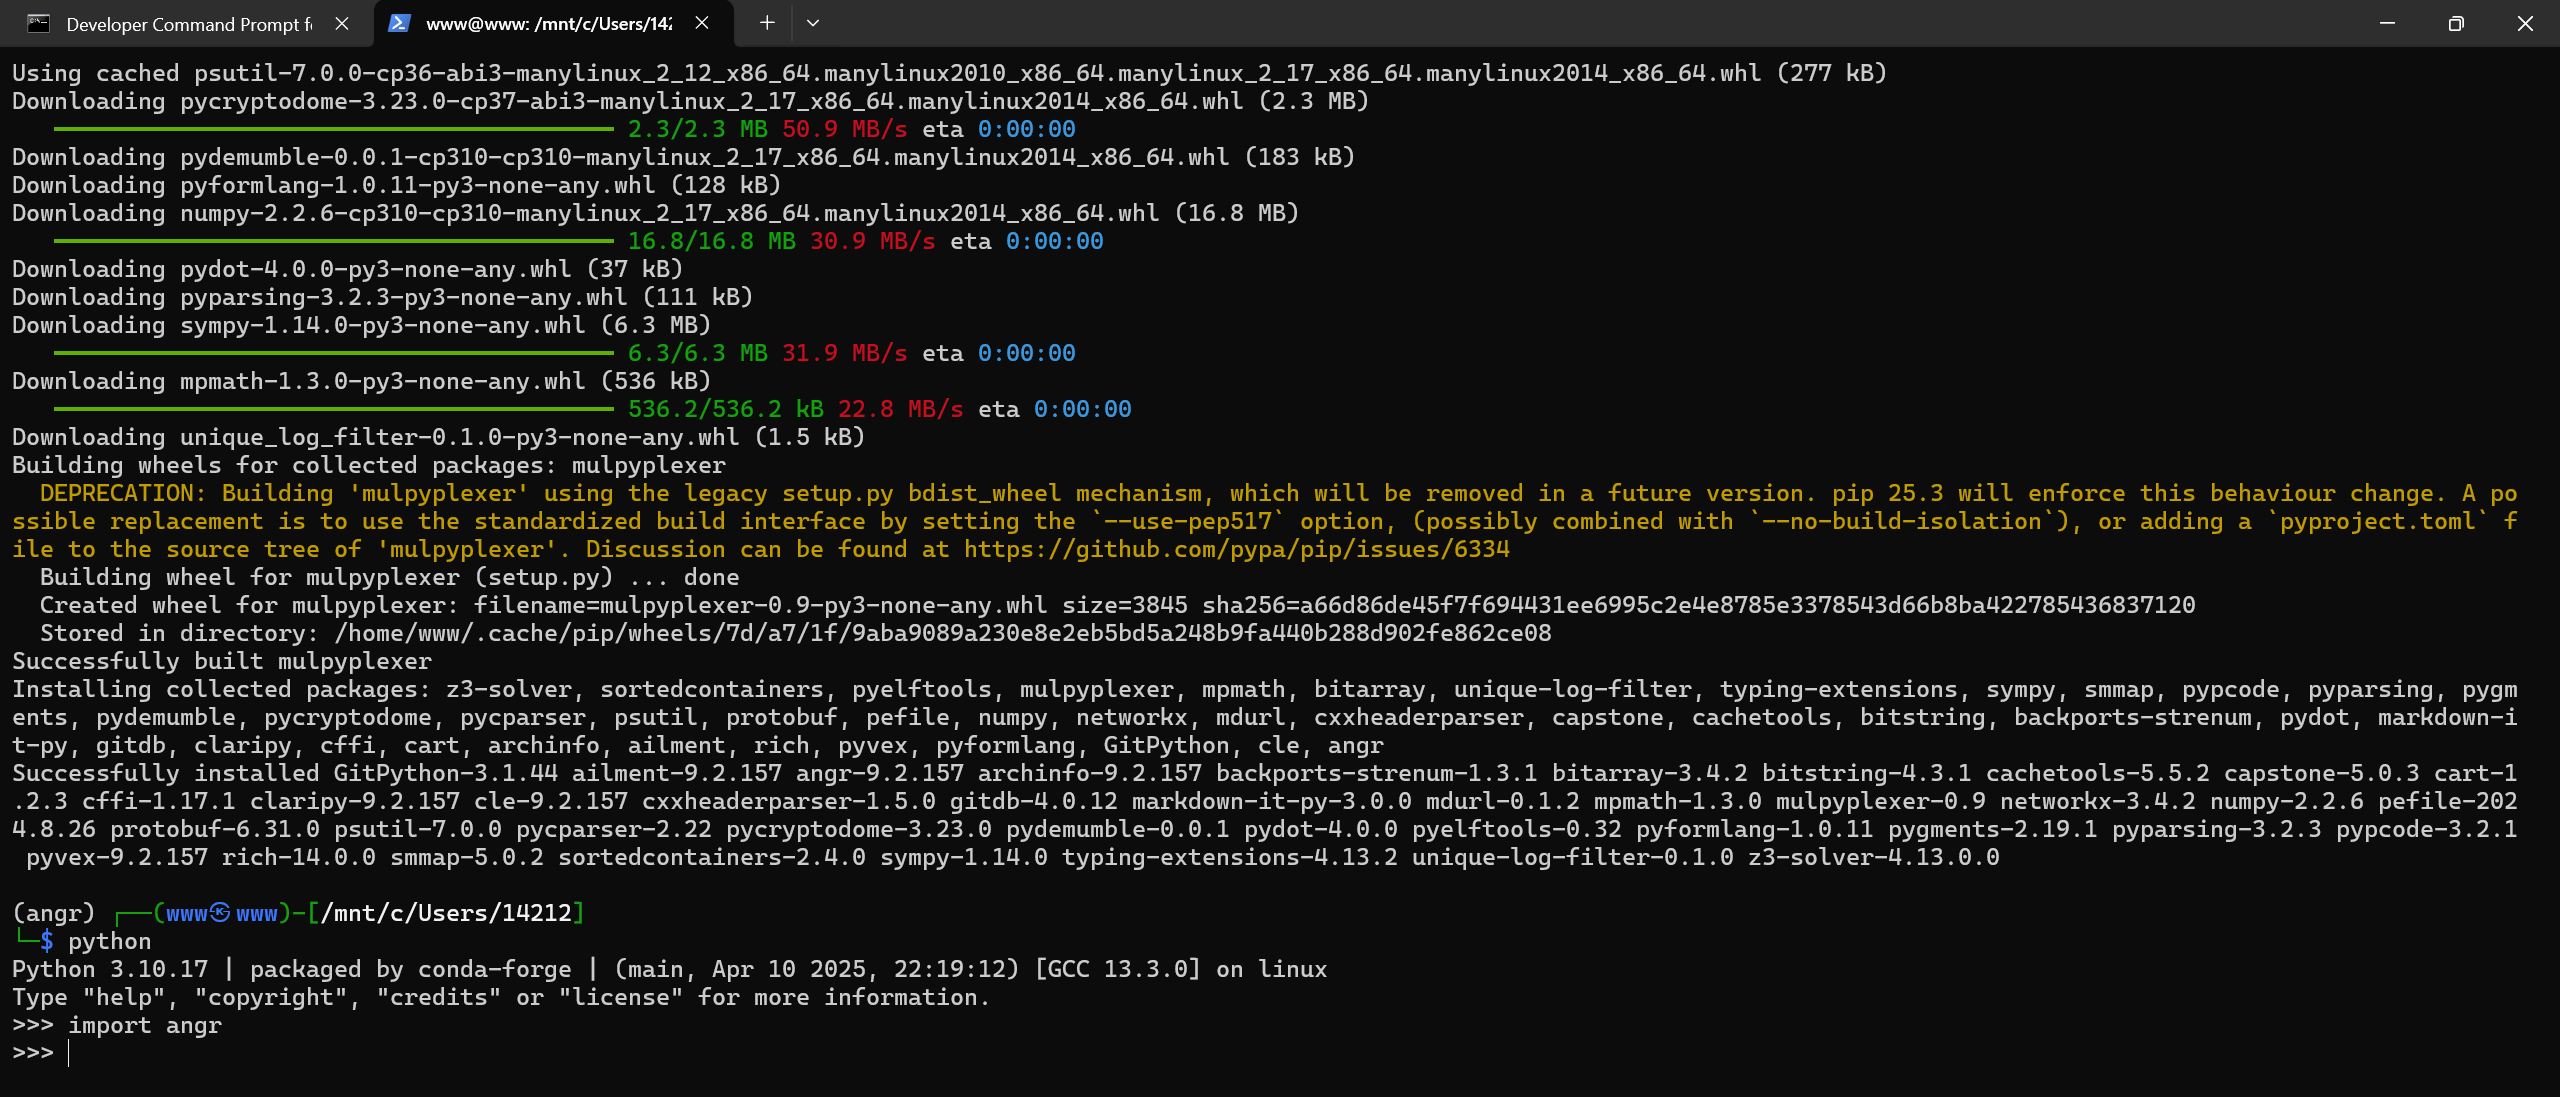 Developer Command Prompt f
www@www: /mnt/c/Users/142
Using cached psutil-7.0.0-cp36-abi3-manylinux_2_12_x86_64.manylinux2010_x86_64.manylinux_2_17_x86_64.manylinux2014_x86_64.whl (277 kB)
Downloading pycryptodome-3.23.0-cp37-abi3-manylinux_2_17_x86_64.manylinux2014_x86_64.whl (2.3 MB)
2.3/2.3 MB 50.9 MB/s eta 0:00:00
Downloading pydemumble-0.0.1-cp310-cp310-manylinux_2_17_x86_64.manylinux2014_x86_64.whl (183 kB)
Downloading pyformlang-1.0.11-py3-none-any.whl (128 kB)
Downloading numpy-2.2.6-cp310-cp310-manylinux_2_17_x86_64.manylinux2014_x86_64.whl (16.8 MB)
16.8/16.8 MB 30.9 MB/s eta 0:00:00
Downloading pydot-4.0.0-py3-none-any.whl (37 kB)
Downloading pyparsing-3.2.3-py3-none-any.whl (111 kB)
Downloading sympy-1.14.0-py3-none-any.whl (6.3 MB)
6.3/6.3 MB 31.9 MB/s eta 0:00:00
Downloading mpmath-1.3.0-py3-none-any.whl (536 kB)
536.2/536.2 kB 22.8 MB/s eta 0:00:00
Downloading unique_log_filter-0.1.0-py3-none-any.whl (1.5 kB)
Building wheels for collected packages: mulpyplexer
DEPRECATION: Building 'mulpyplexer' using the legacy setup.py bdist_wheel mechanism, which will be removed in a future version. pip 25.3 will enforce this behaviour change. A po
ssible replacement is to use the standardized build interface by setting the `--use-pep517` option, (possibly combined with `--no-build-isolation`), or adding a `pyproject.toml` f
ile to the source tree of 'mulpyplexer'. Discussion can be found at https://github.com/pypa/pip/issues/6334
Building wheel for mulpyplexer (setup.py) ... done
Created wheel for mulpyplexer: filename=mulpyplexer-0.9-py3-none-any.whl size=3845 sha256=a66d86de45f7f694431ee6995c2e4e8785e3378543d66b8ba422785436837120
Stored in directory: /home/www/.cache/pip/wheels/7d/a7/1f/9aba9089a230e8e2eb5bd5a248b9fa440b288d902fe862ce08
Successfully built mulpyplexer
Installing collected packages: z3-solver, sortedcontainers, pyelftools, mulpyplexer, mpmath, bitarray, unique-log-filter, typing-extensions, sympy, smmap, pypcode, pyparsing, pygm
ents, pydemumble, pycryptodome, pycparser, psutil, protobuf, pefile, numpy, networkx, mdurl, cxxheaderparser, capstone, cachetools, bitstring, backports-strenum, pydot, markdown-i
t-py, gitdb, claripy, cffi, cart, archinfo, ailment, rich, pyvex, pyformlang, GitPython, cle, angr
Successfully installed GitPython-3.1.44 ailment-9.2.157 angr-9.2.157 archinfo-9.2.157 backports-strenum-1.3.1 bitarray-3.4.2 bitstring-4.3.1 cachetools-5.5.2 capstone-5.0.3 cart-1
.2.3 cffi-1.17.1 claripy-9.2.157 cle-9.2.157 cxxheaderparser-1.5.0 gitdb-4.0.12 markdown-it-py-3.0.0 mdurl-0.1.2 mpmath-1.3.0 mulpyplexer-0.9 networkx-3.4.2 numpy-2.2.6 pefile-202
4.8.26 protobuf-6.31.0 psutil-7.0.0 pycparser-2.22 pycryptodome-3.23.0 pydemumble-0.0.1 pydot-4.0.0 pyelftools-0.32 pyformlang-1.0.11 pygments-2.19.1 pyparsing-3.2.3 pypcode-3.2.1
pyvex-9.2.157 rich-14.0.0 smmap-5.0.2 sortedcontainers-2.4.0 sympy-1.14.0 typing-extensions-4.13.2 unique-log-filter-0.1.0 z3-solver-4.13.0.0
(angr) ┌──(www㉿www)-[/mnt/c/Users/14212]
└─$ python
Python 3.10.17 | packaged by conda-forge | (main, Apr 10 2025, 22:19:12) [GCC 13.3.0] on linux
Type "help", "copyright", "credits" or "license" for more information.
>>> import angr
>>>